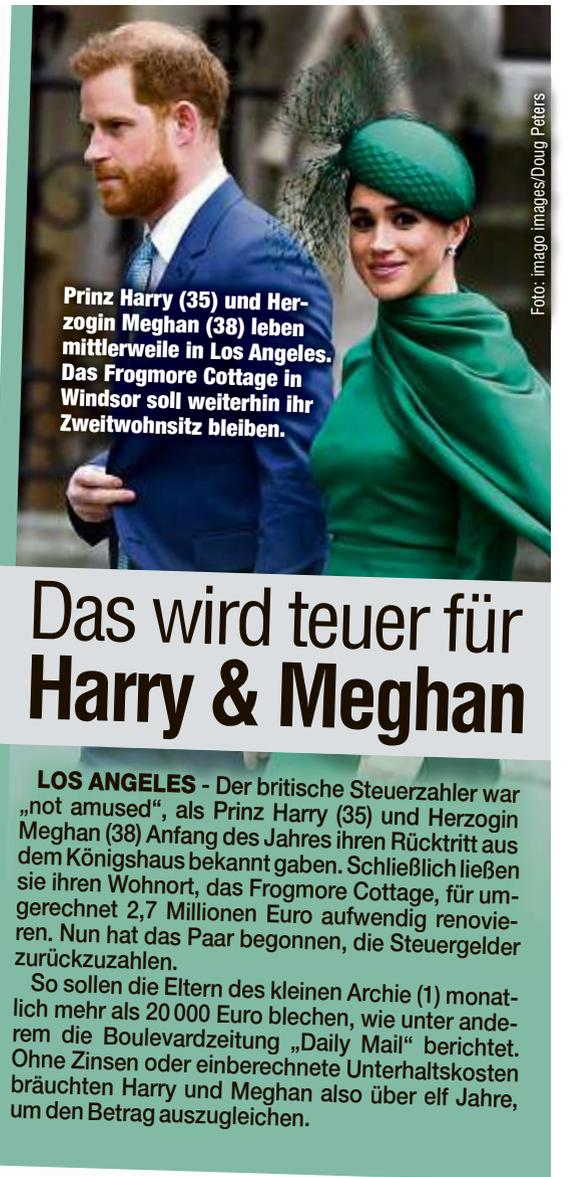 Foto: imago images/Doug Peters
Prinz Harry (35) und Her-
zogin Meghan (38) leben
mittlerweile in Los Angeles.
Das Frogmore Cottage in
Windsor soll weiterhin ihr
Zweitwohnsitz bleiben.
Das wird teuer für
Harry & Meghan
LOS ANGELES - Der britische Steuerzahler war
„not amused“, als Prinz Harry (35) und Herzogin
Meghan (38) Anfang des Jahres ihren Rücktritt aus
dem Königshaus bekannt gaben. Schließlich ließen
sie ihren Wohnort, das Frogmore Cottage, für um-
gerechnet 2,7 Millionen Euro aufwendig renovie-
ren. Nun hat das Paar begonnen, die Steuergelder
zurückzuzahlen.
So sollen die Eltern des kleinen Archie (1) monat-
lich mehr als 20 000 Euro blechen, wie unter ande-
rem die Boulevardzeitung „Daily Mail“ berichtet.
Ohne Zinsen oder einberechnete Unterhaltskosten
bräuchten Harry und Meghan also über elf Jahre,
um den Betrag auszugleichen.